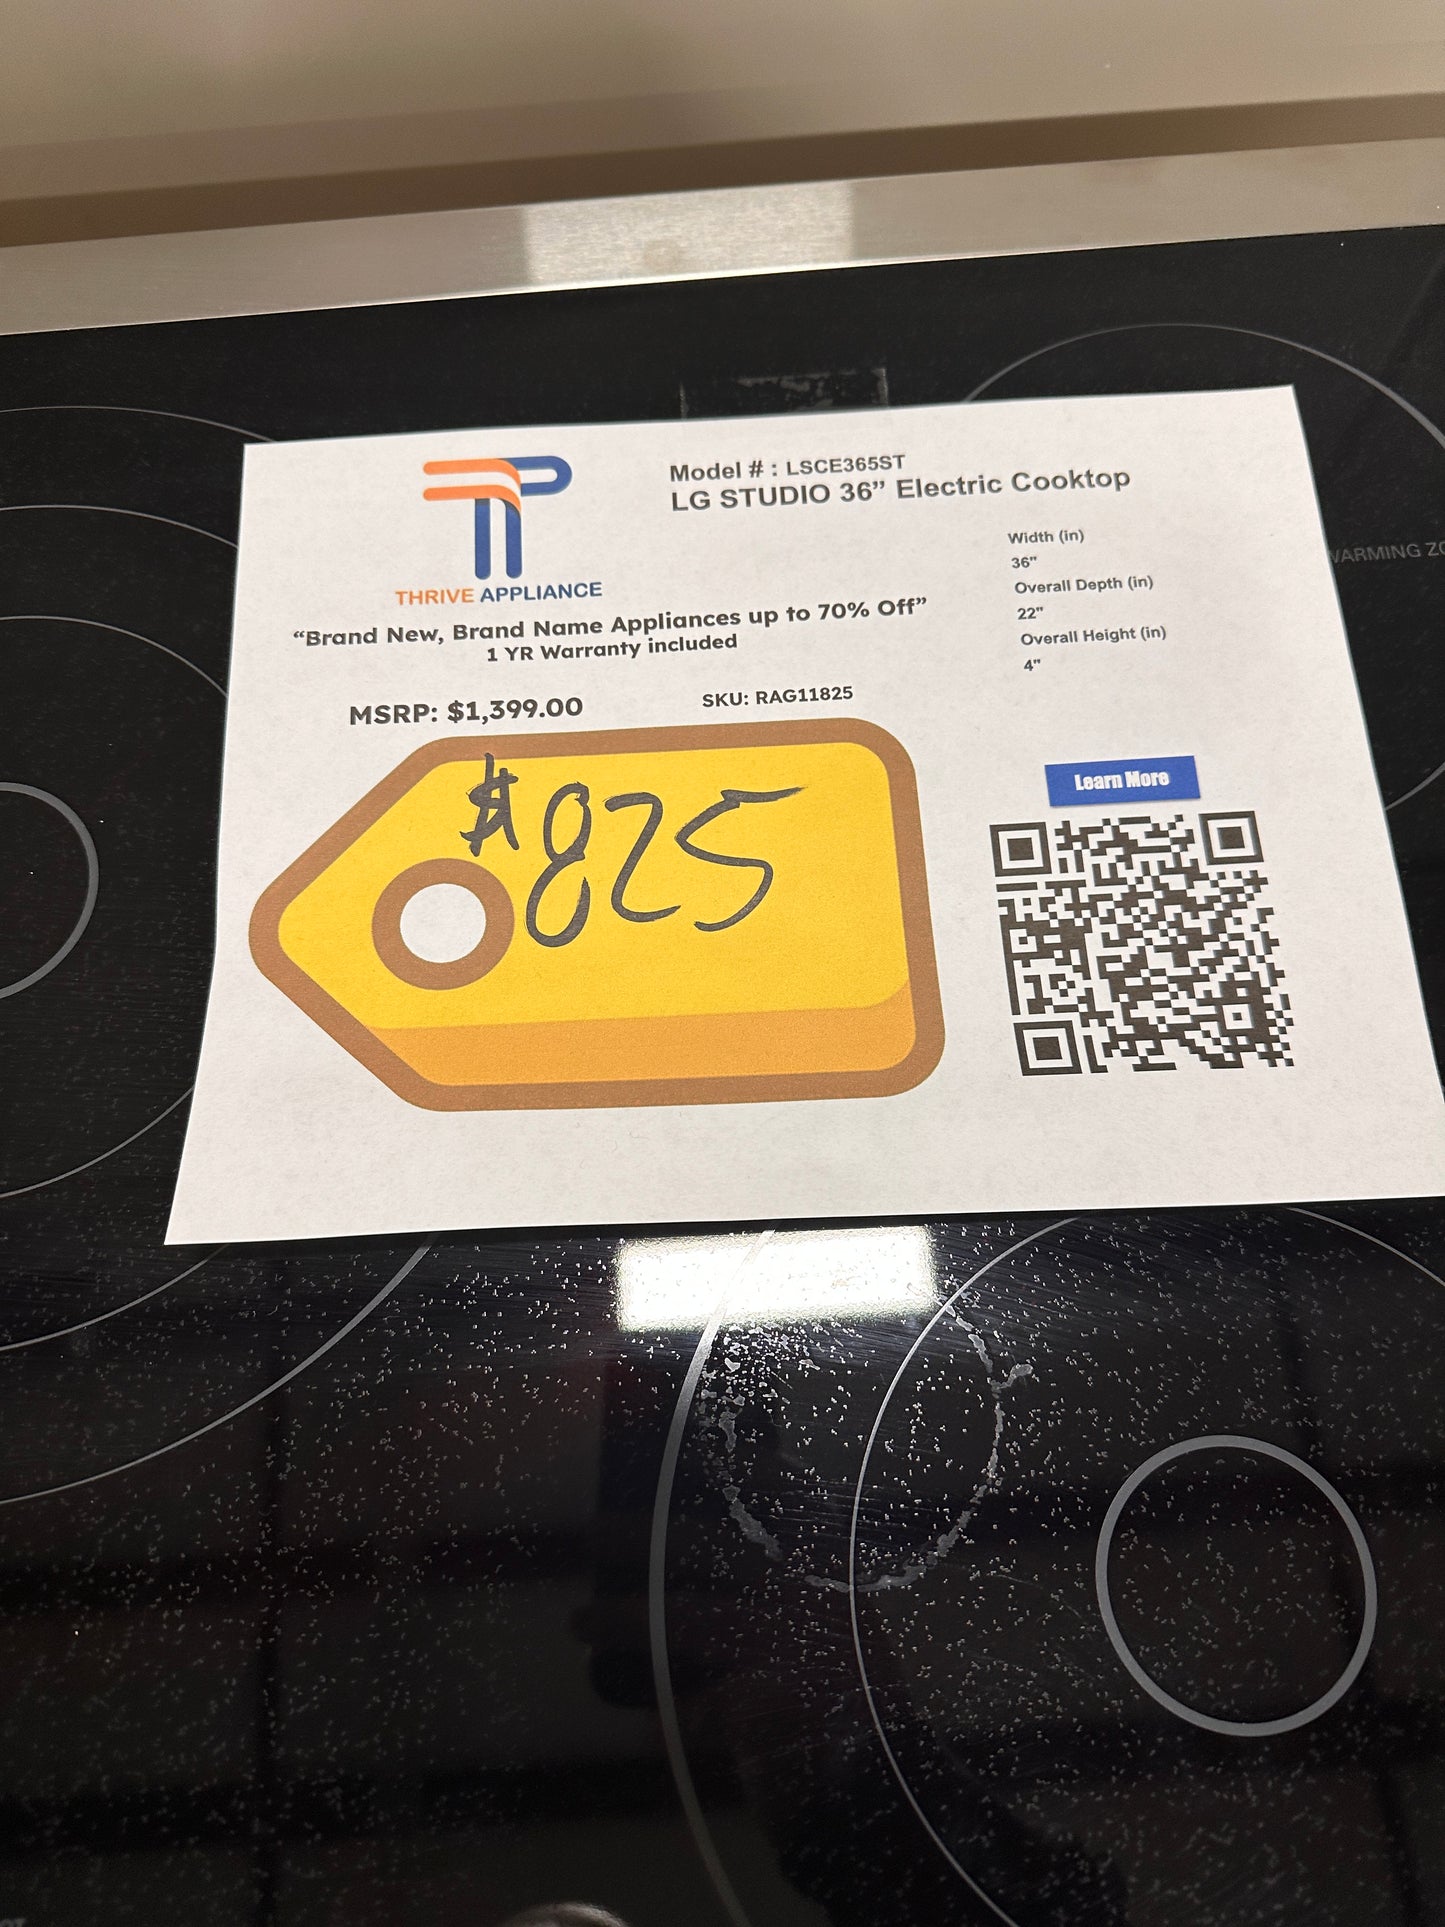 Model # : LSCE365ST
LG STUDIO 36” Electric Cooktop
THRIVE APPLIANCE
“Brand New, Brand Name Appliances up to 70% Off”
1 YR Warranty included
Width (in)
36"
Overall Depth (in)
22"
Overall Height (in)
4"
MSRP: $1,399.00
SKU: RAG11825
$825
Learn More
WARMING ZO